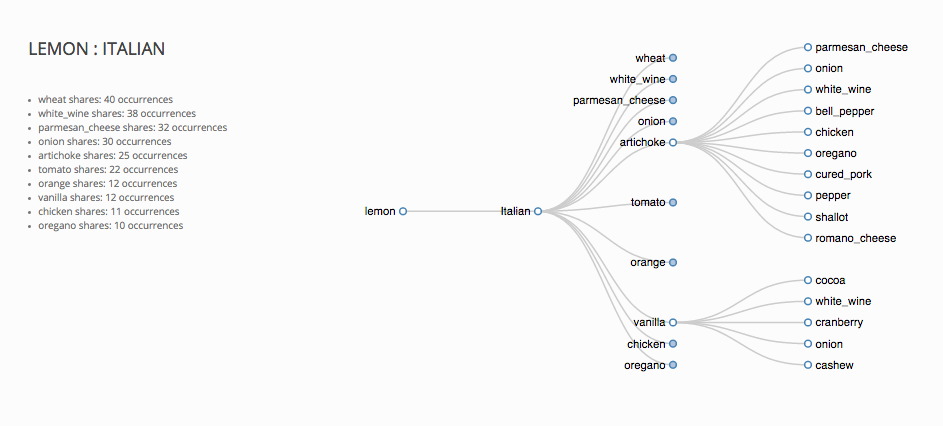 LEMON : ITALIAN
wheat shares: 40 occurrences
white_wine shares: 38 occurrences
parmesan_cheese shares: 32 occurrences
onion shares: 30 occurrences
artichoke shares: 25 occurrences
tomato shares: 22 occurrences
orange shares: 12 occurrences
vanilla shares: 12 occurrences
chicken shares: 11 occurrences
oregano shares: 10 occurrences
lemon
Italian
wheat
white_wine
parmesan_cheese
onion
artichoke
tomato
orange
vanilla
chicken
oregano
parmesan_cheese
onion
white_wine
bell_pepper
chicken
oregano
cured_pork
pepper
shallot
romano_cheese
cocoa
white_wine
cranberry
onion
cashew